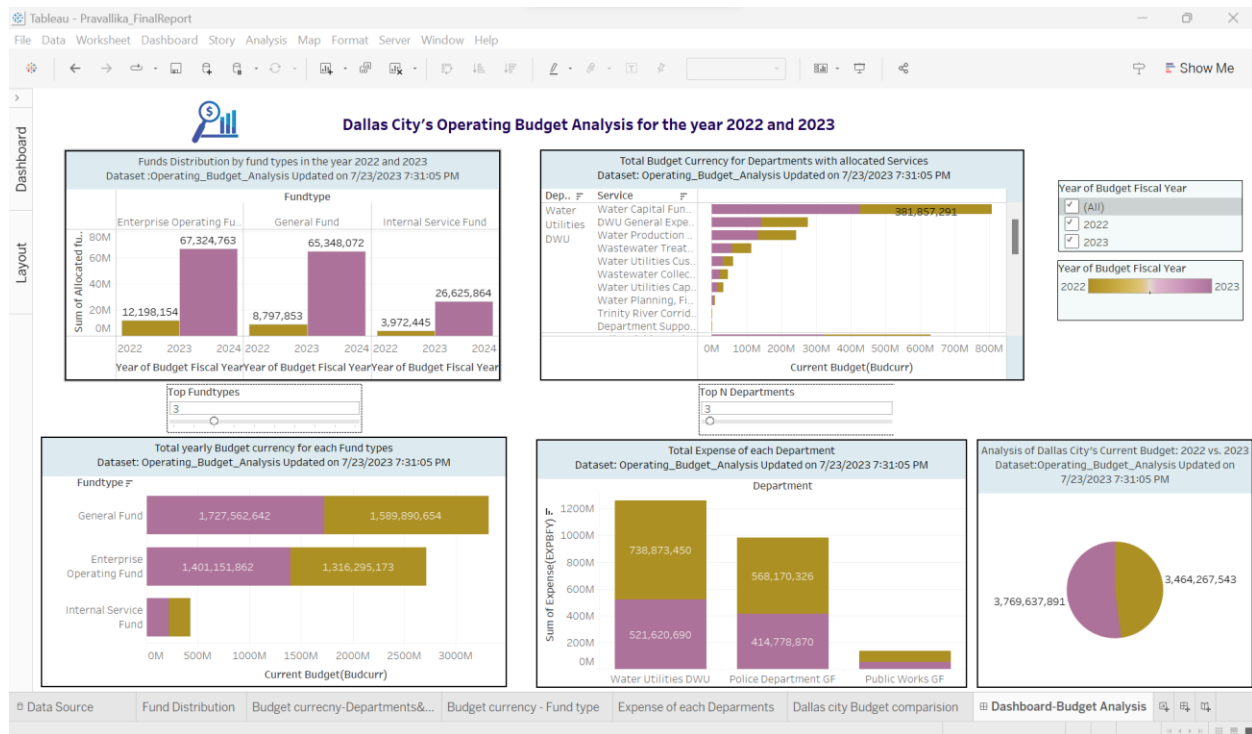 Tableau - Pravallika_FinalReport
File Data Worksheet Dashboard Story Analysis Map Format Server Window Help
Show Me
Dashboard
Layout
Dallas City's Operating Budget Analysis for the year 2022 and 2023
Funds Distribution by fund types in the year 2022 and 2023
Dataset :Operating_Budget_Analysis Updated on 7/23/2023 7:31:05 PM
Fundtype
Enterprise Operating Fu.. General Fund Internal Service Fund
Sum of Allocated fu..
80M
60M
40M
20M
0M
12,198,154
67,324,763
8,797,853
65,348,072
3,972,445
26,625,864
2022 2023 2024 2022 2023 2024 2022 2023 2024
Year of Budget Fiscal Year Year of Budget Fiscal Year Year of Budget Fiscal Year
Total Budget Currency for Departments with allocated Services
Dataset: Operating_Budget_Analysis Updated on 7/23/2023 7:31:05 PM
Dep.. Service
Water
Utilities
DWU
Water Capital Fun..
DWU General Expe..
Water Production ..
Wastewater Treat..
Water Utilities Cus..
Wastewater Collec..
Water Utilities Cap..
Water Planning, Fi..
Trinity River Corrid..
Department Suppo..
381,857,291
0M 100M 200M 300M 400M 500M 600M 700M 800M
Current Budget(Budcurr)
Year of Budget Fiscal Year
(All)
2022
2023
Year of Budget Fiscal Year
2022 2023
Top Fundtypes
3
Top N Departments
3
Total yearly Budget currency for each Fund types
Dataset: Operating_Budget_Analysis Updated on 7/23/2023 7:31:05 PM
Fundtype
General Fund
1,727,562,642 1,589,890,654
Enterprise
Operating Fund
1,401,151,862 1,316,295,173
Internal Service
Fund
0M 500M 1000M 1500M 2000M 2500M 3000M
Current Budget(Budcurr)
Total Expense of each Department
Dataset: Operating_Budget_Analysis Updated on 7/23/2023 7:31:05 PM
Department
Sum of Expense(EXPBFY)
1200M
1000M
800M
600M
400M
200M
0M
738,873,450
521,620,690
568,170,326
414,778,870
Water Utilities DWU Police Department GF Public Works GF
Analysis of Dallas City's Current Budget: 2022 vs. 2023
Dataset:Operating_Budget_Analysis Updated on
7/23/2023 7:31:05 PM
3,464,267,543
3,769,637,891
Data Source Fund Distribution Budget currecny-Departments&... Budget currency - Fund type Expense of each Deparments Dallas city Budget comparision Dashboard-Budget Analysis